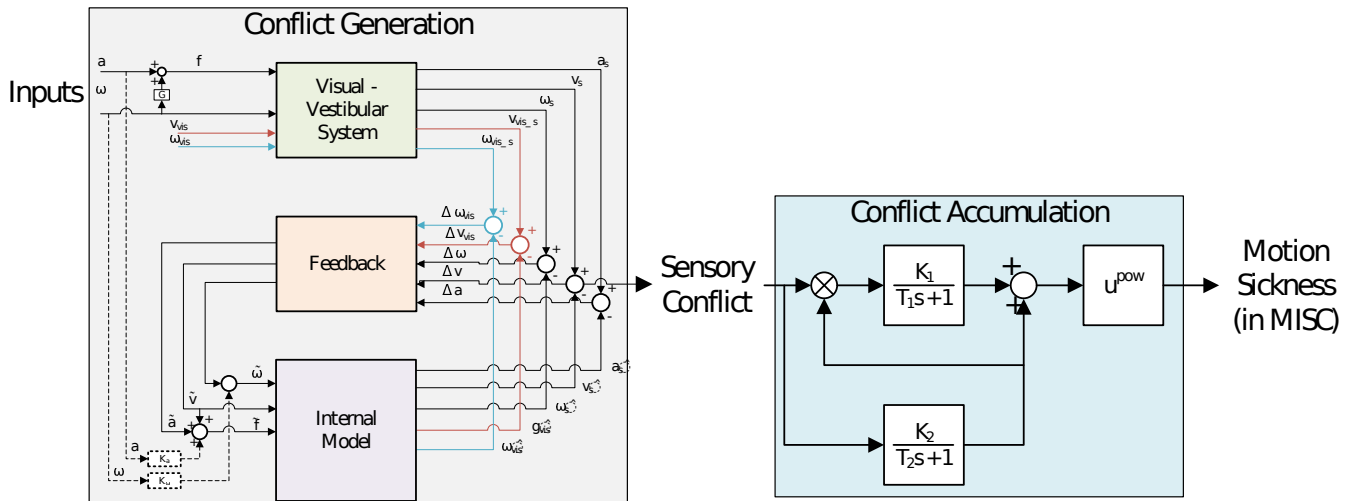 Conflict Generation
Inputs
a
ω
f
G
v_vis
ω_vis
Visual -
Vestibular
System
a_s
v_s
ω_s
v_vis_s
ω_vis_s
Δ ω_vis
Δ v_vis
Δ ω
Δ v
Δ a
Feedback
ω̃
ṽ
ã
f̃
a
K_a
ω
K_ω
Internal
Model
Sensory
Conflict
Conflict Accumulation
K_1
T_1s+1
K_2
T_2s+1
u^pow
Motion
Sickness
(in MISC)